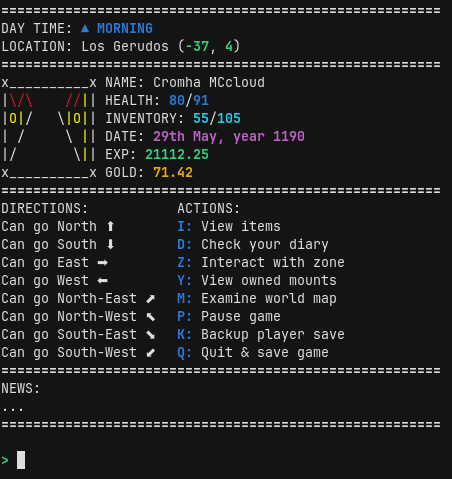 =======================================================
DAY TIME: ▲ MORNING
LOCATION: Los Gerudos (-37, 4)
=======================================================
x__________x NAME: Cromha MCcloud
|\/\    //|| HEALTH: 80/91
|O|/   \|O|| INVENTORY: 55/105
| /     \ || DATE: 29th May, year 1190
|/       \|| EXP: 21112.25
x__________x GOLD: 71.42
=======================================================
DIRECTIONS:           ACTIONS:
Can go North ⬆        I: View items
Can go South ⬇        D: Check your diary
Can go East ➡         Z: Interact with zone
Can go West ⬅         Y: View owned mounts
Can go North-East ⬈   M: Examine world map
Can go North-West ⬉   P: Pause game
Can go South-East ⬊   K: Backup player save
Can go South-West ⬋   Q: Quit & save game
=======================================================
NEWS:
...
=======================================================
>